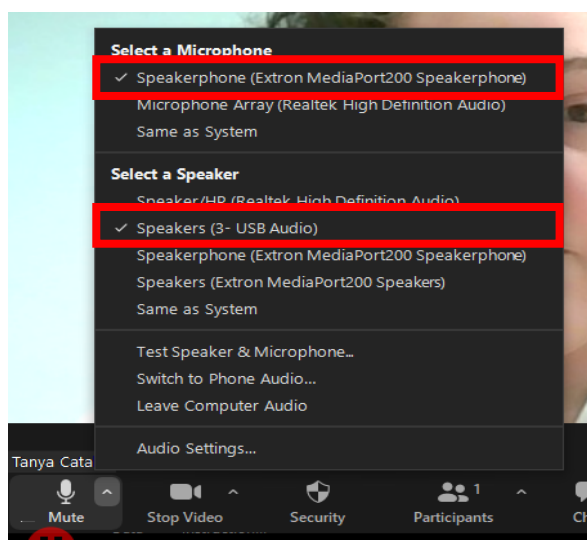 Select a Microphone
✓ Speakerphone (Extron MediaPort200 Speakerphone)
Microphone Array (Realtek High Definition Audio)
Same as System
Select a Speaker
Speaker/HP (Realtek High Definition Audio)
✓ Speakers (3- USB Audio)
Speakerphone (Extron MediaPort200 Speakerphone)
Speakers (Extron MediaPort200 Speakers)
Same as System
Test Speaker & Microphone...
Switch to Phone Audio...
Leave Computer Audio
Audio Settings...
Tanya Cata
1
Mute Stop Video Security Participants Ch